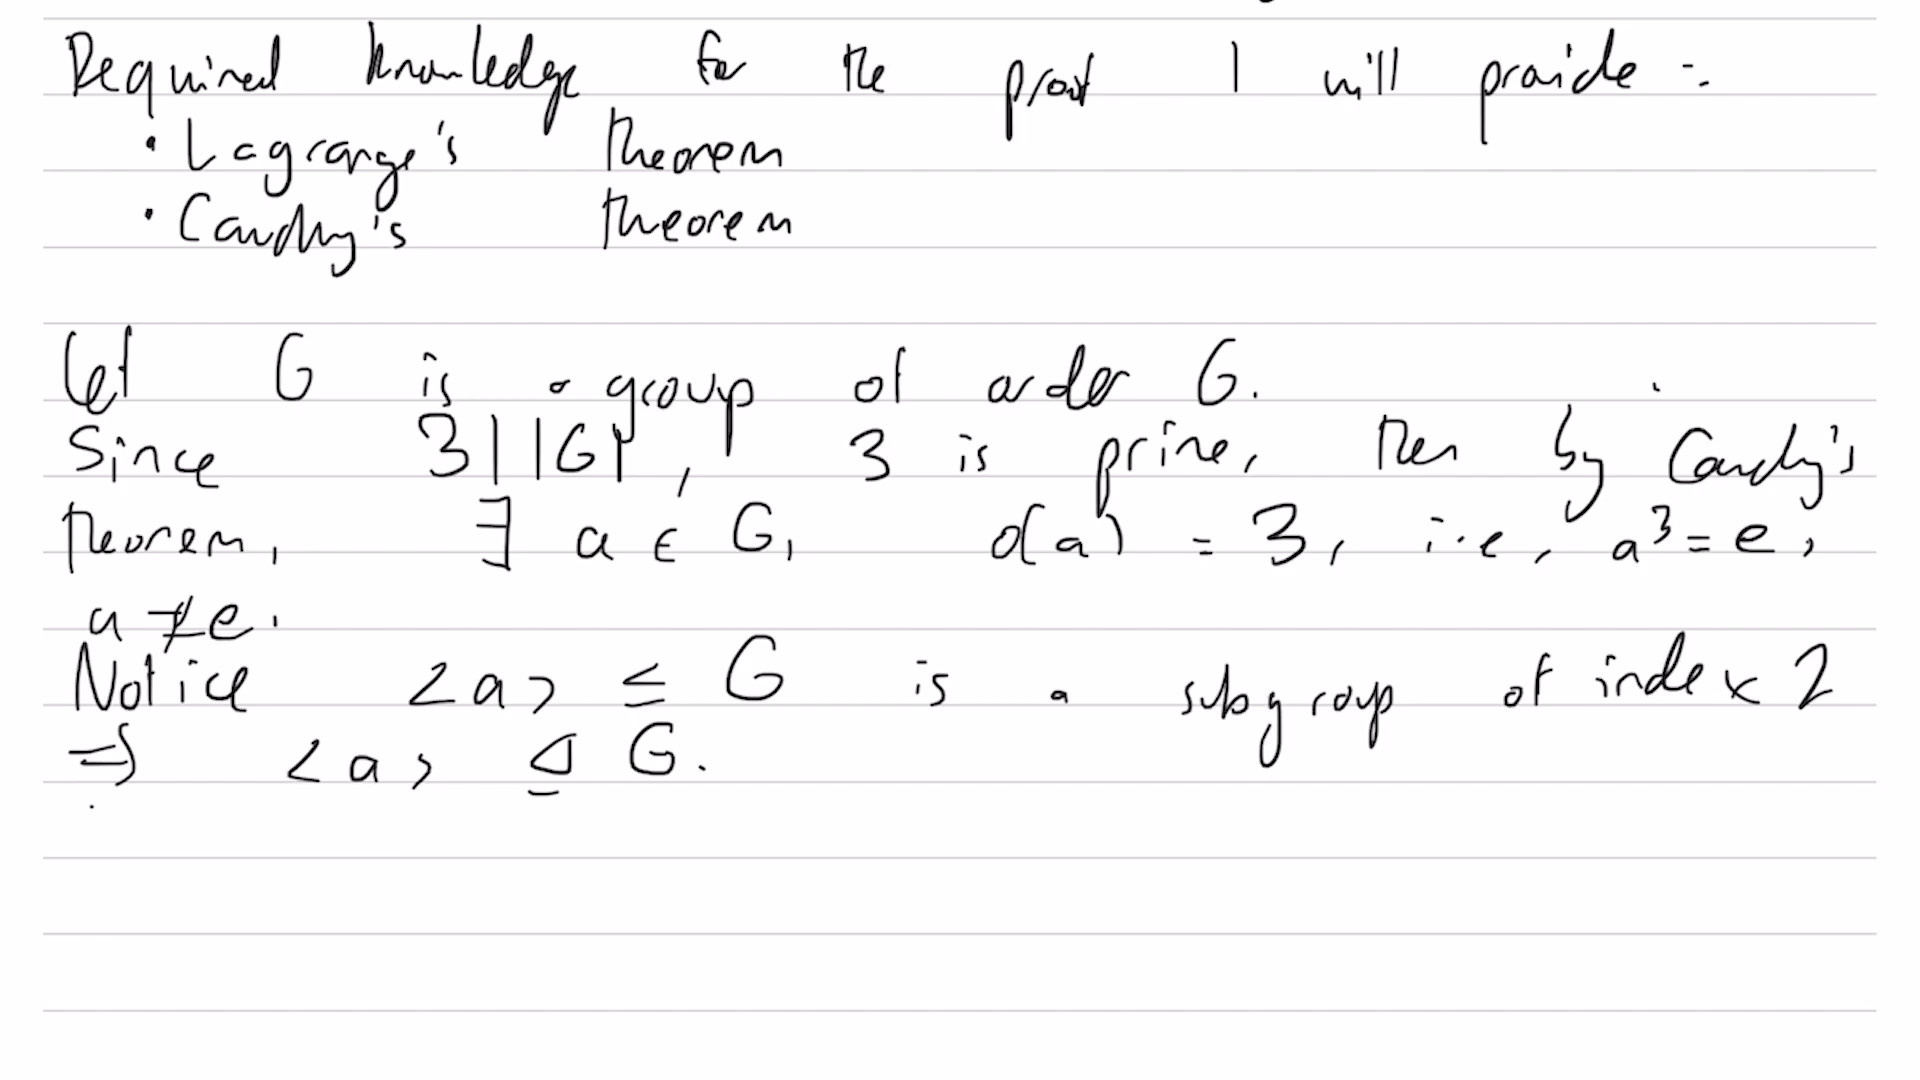 Required knowledge for the proof I will provide :-
• Lagrange's theorem
• Cauchy's theorem
Let G is a group of order 6.
Since 3 | |G|, 3 is prime, then by Cauchy's
theorem, ∃ a ∈ G, o(a) = 3, i.e, a³ = e,
a ≠ e.
Notice <a> ≤ G is a subgroup of index 2
⇒ <a> ⊴ G.